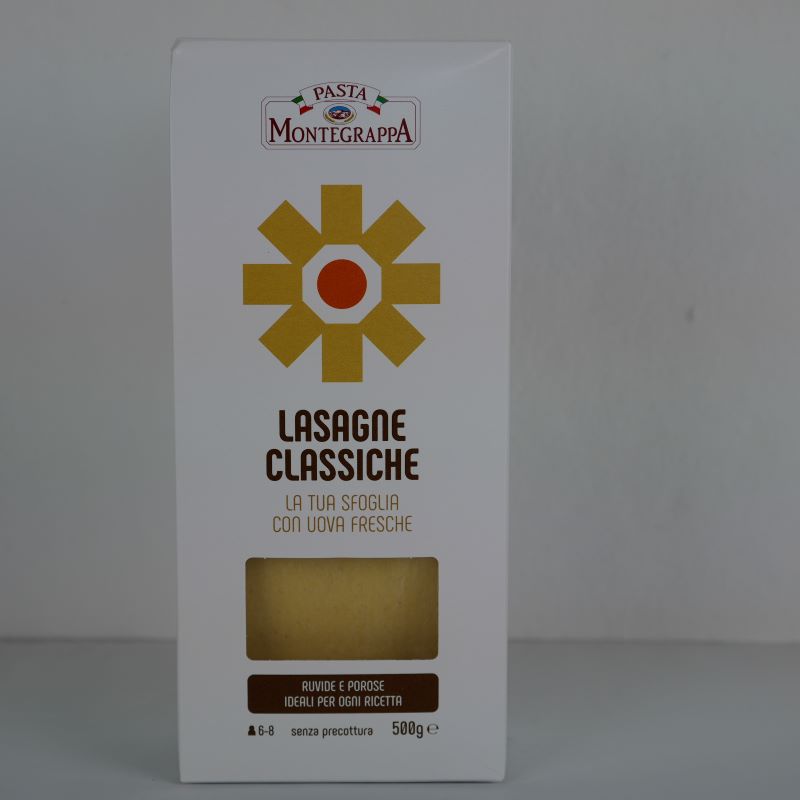 PASTA
MONTEGRAPPA
LASAGNE
CLASSICHE
LA TUA SFOGLIA
CON UOVA FRESCHE
RUVIDE E POROSE
IDEALI PER OGNI RICETTA
6-8 senza precottura 500g ℮